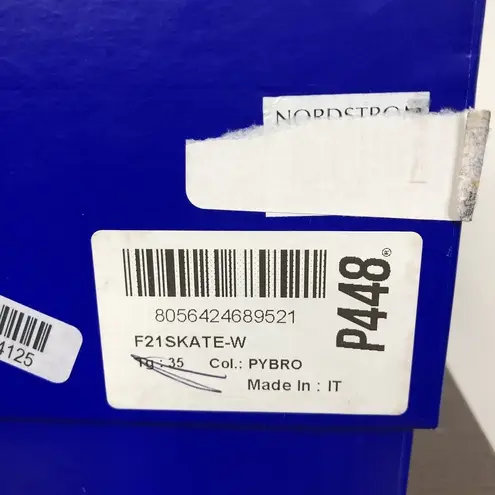 NORDSTROM
8056424689521
P448®
F21SKATE-W
Tg : 35 Col.: PYBRO
Made In : IT
4125